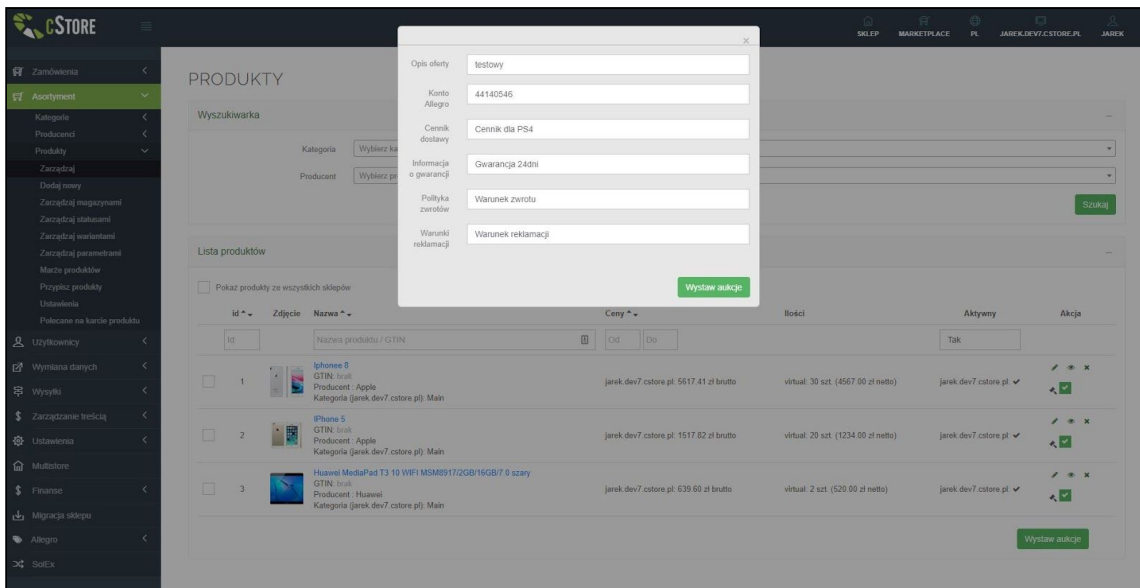 cStore
SKLEP
MARKETPLACE
PL
JAREK.DEV7.CSTORE.PL
JAREK
Zamówienia
Asortyment
Kategorie
Producenci
Produkty
Zarządzaj
Dodaj nowy
Zarządzaj magazynami
Zarządzaj statusami
Zarządzaj wariantami
Zarządzaj parametrami
Marże produktów
Przypisz produkty
Ustawienia
Polecane na karcie produktu
Użytkownicy
Wymiana danych
Wysyłki
Zarządzanie treścią
Ustawienia
Multistore
Finanse
Migracja sklepu
Allegro
SolEx
PRODUKTY
Wyszukiwarka
Kategoria
Wybierz ka
Producent
Wybierz pr
Szukaj
×
Opis oferty
testowy
Konto
Allegro
44140546
Cennik
dostawy
Cennik dla PS4
Informacja
o gwarancji
Gwarancja 24dni
Polityka
zwrotów
Warunek zwrotu
Warunki
reklamacji
Warunek reklamacji
Wystaw aukcje
Lista produktów
Pokaż produkty ze wszystkich sklepów
id Zdjęcie Nazwa Ceny Ilości Aktywny Akcja
Id Nazwa produktu / GTIN Od Do Tak
1
Iphonee 8
GTIN: brak
Producent : Apple
Kategoria (jarek.dev7.cstore.pl): Main
jarek.dev7.cstore.pl: 5617.41 zł brutto
virtual: 30 szt. (4567.00 zł netto)
jarek.dev7.cstore.pl: ✔
2
IPhone 5
GTIN: brak
Producent : Apple
Kategoria (jarek.dev7.cstore.pl): Main
jarek.dev7.cstore.pl: 1517.82 zł brutto
virtual: 20 szt. (1234.00 zł netto)
jarek.dev7.cstore.pl: ✔
3
Huawei MediaPad T3 10 WIFI MSM8917/2GB/16GB/7.0 szary
GTIN: brak
Producent : Huawei
Kategoria (jarek.dev7.cstore.pl): Main
jarek.dev7.cstore.pl: 639.60 zł brutto
virtual: 2 szt. (520.00 zł netto)
jarek.dev7.cstore.pl: ✔
Wystaw aukcje